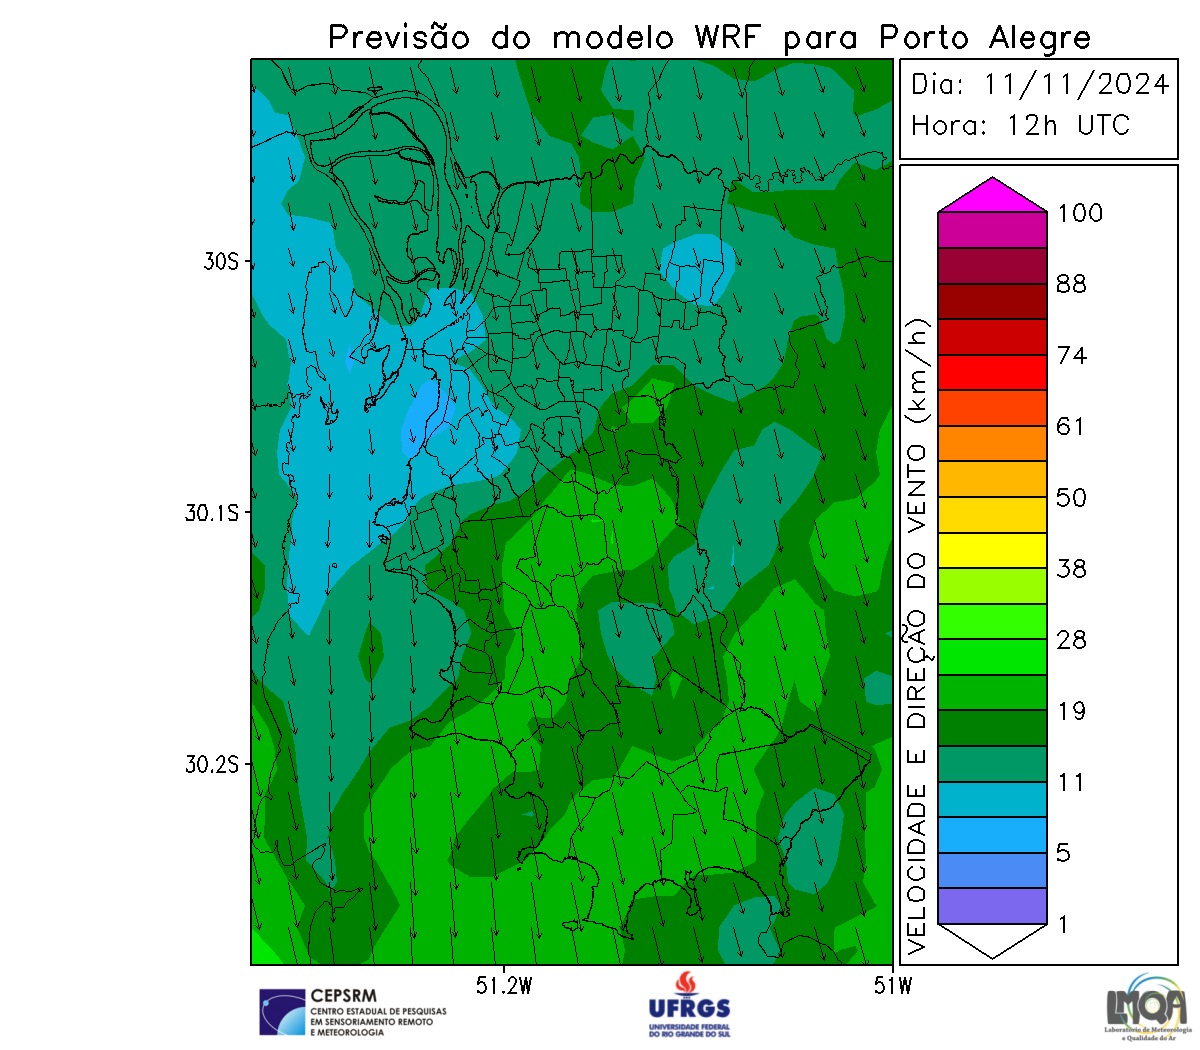 Previsão do modelo WRF para Porto Alegre
Dia: 11/11/2024
Hora: 12h UTC
30S
30.1S
30.2S
51.2W
51W
VELOCIDADE E DIREÇÃO DO VENTO (km/h)
100
88
74
61
50
38
28
19
11
5
1
CEPSRM
CENTRO ESTADUAL DE PESQUISAS
EM SENSORIAMENTO REMOTO
E METEOROLOGIA
UFRGS
UNIVERSIDADE FEDERAL
DO RIO GRANDE DO SUL
LMQA
Laboratório de Meteorologia
e Qualidade do Ar